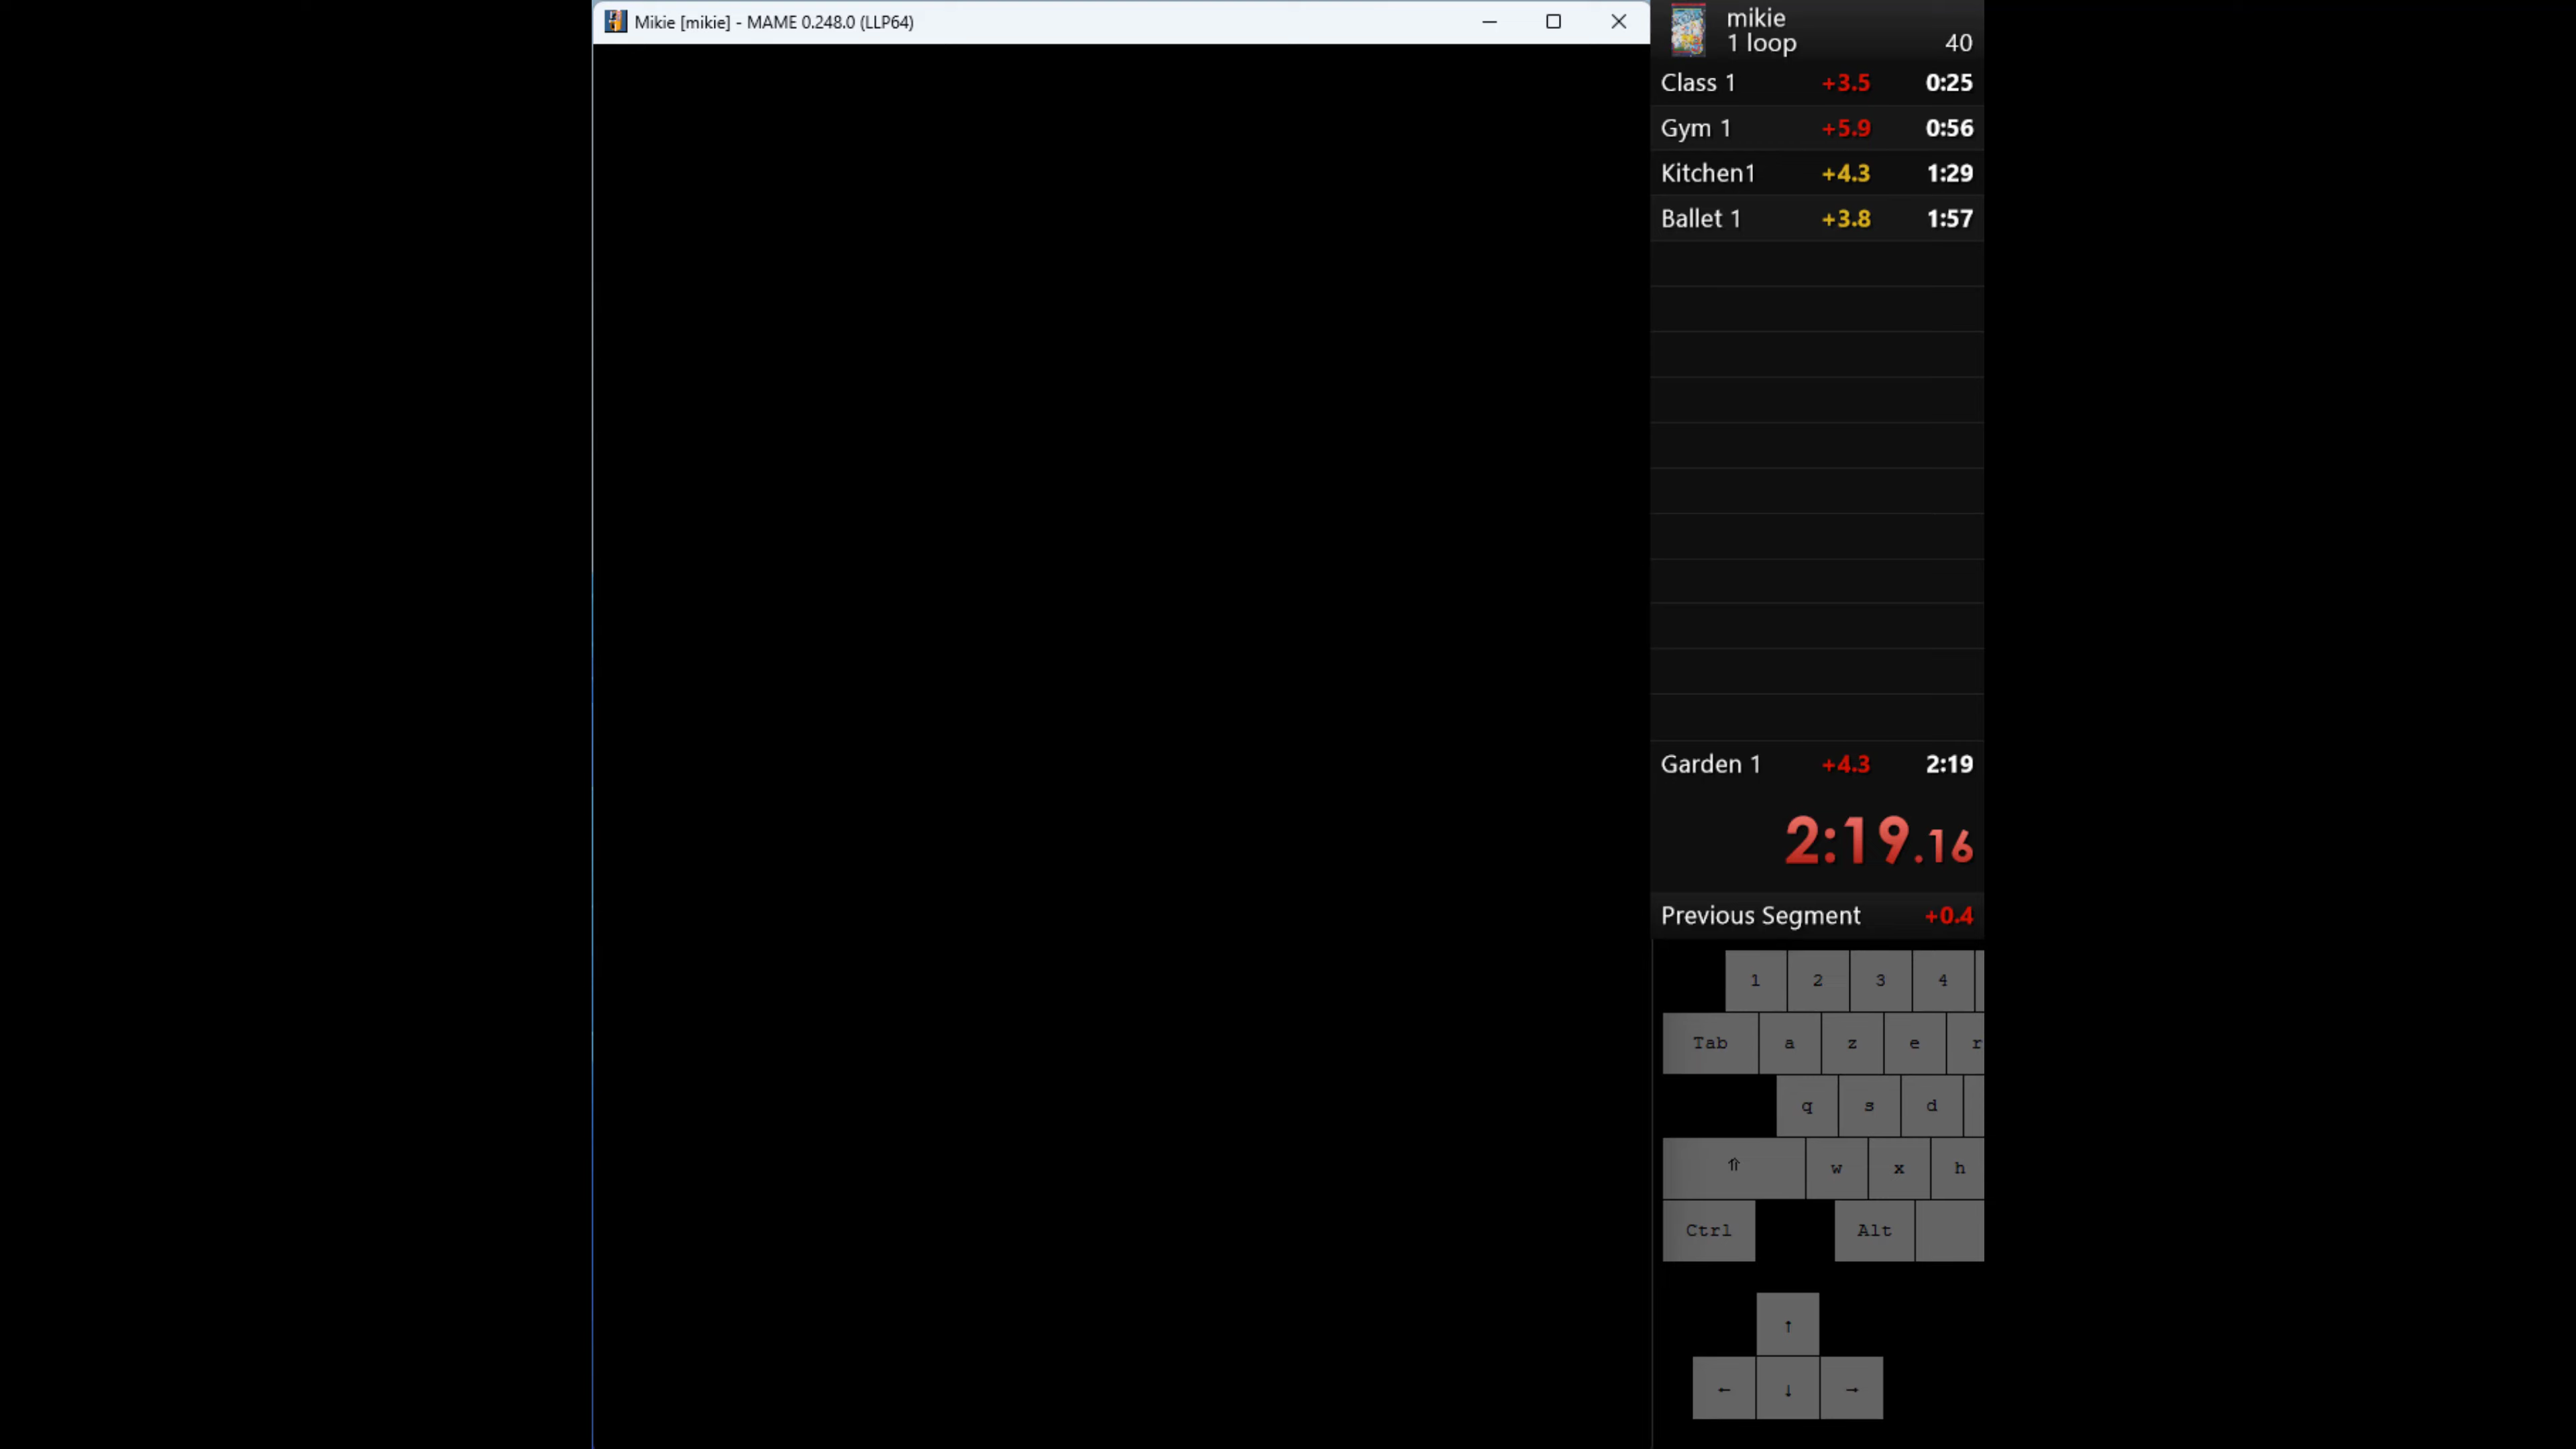 Mikie [mikie] - MAME 0.248.0 (LLP64)
mikie
1 loop 40
Class 1 +3.5 0:25
Gym 1 +5.9 0:56
Kitchen1 +4.3 1:29
Ballet 1 +3.8 1:57
Garden 1 +4.3 2:19
2:19.16
Previous Segment +0.4
1 2 3 4
Tab a z e r
q s d
⇑ w x h
Ctrl Alt
↑
← ↓ →